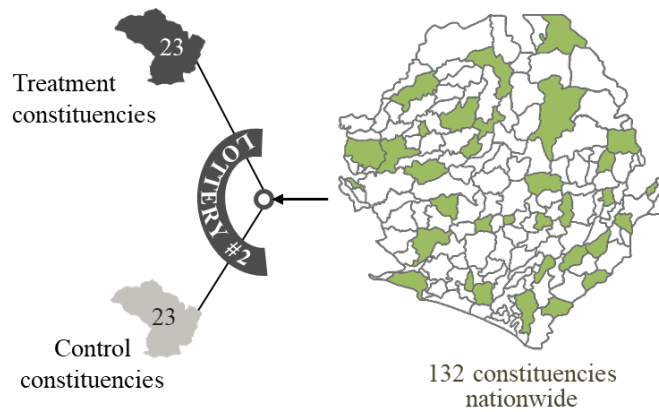 23
Treatment
constituencies
LOTTERY #2
23
Control
constituencies
132 constituencies
nationwide